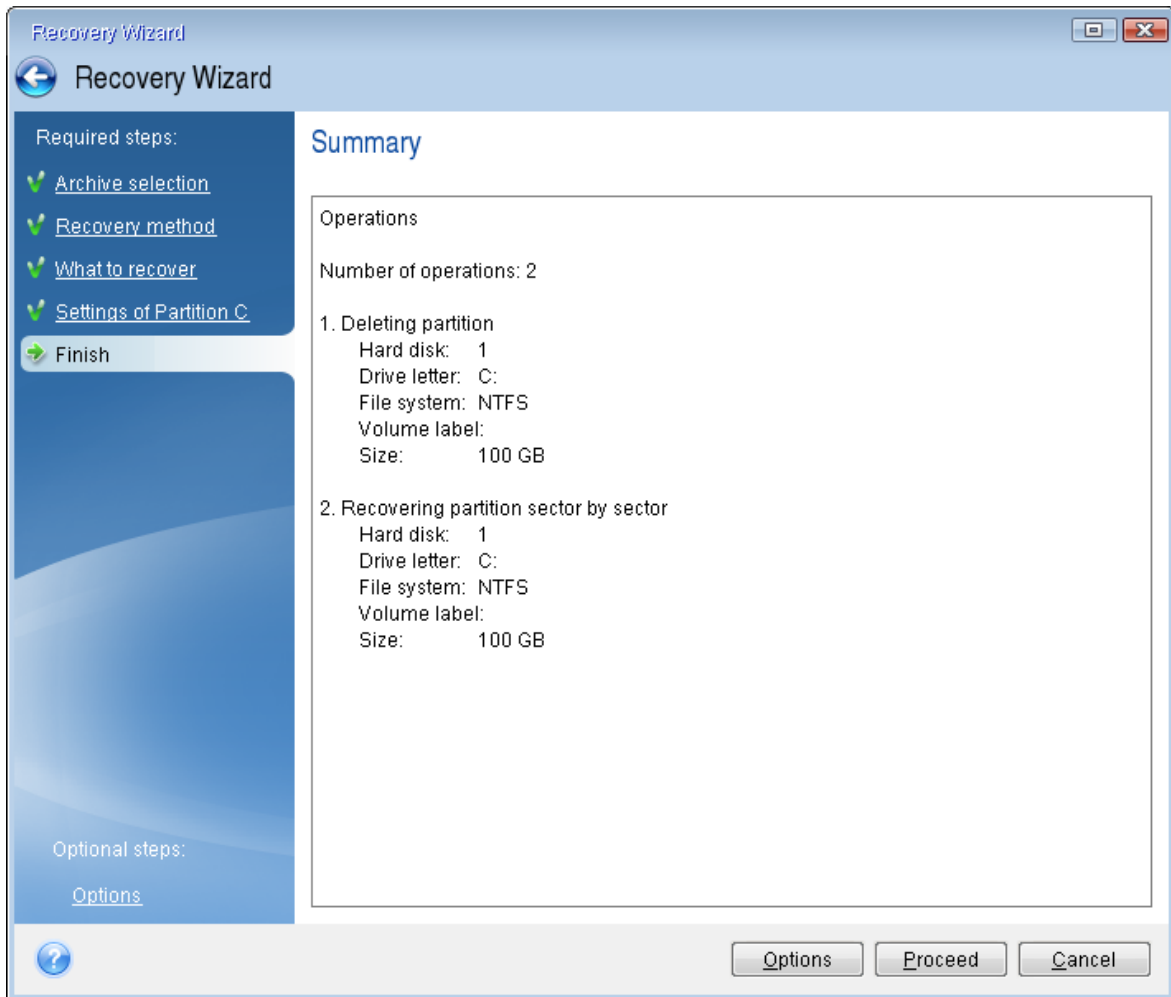 Recovery Wizard
Recovery Wizard
Required steps:
Archive selection
Recovery method
What to recover
Settings of Partition C
Finish
Optional steps:
Options
Summary
Operations
Number of operations: 2
1. Deleting partition
Hard disk: 1
Drive letter: C:
File system: NTFS
Volume label:
Size: 100 GB
2. Recovering partition sector by sector
Hard disk: 1
Drive letter: C:
File system: NTFS
Volume label:
Size: 100 GB
?
Options
Proceed
Cancel